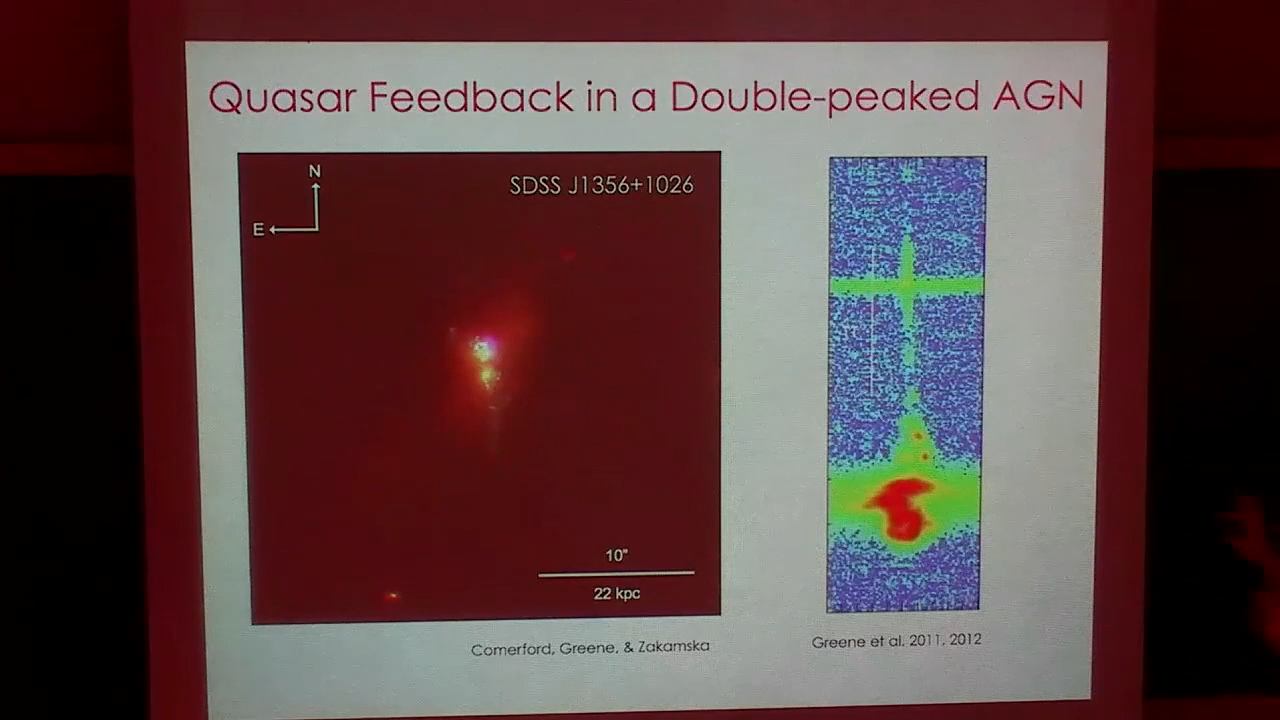 Quasar Feedback in a Double-peaked AGN
N
E
SDSS J1356+1026
10"
22 kpc
Comerford, Greene, & Zakamska
Greene et al. 2011, 2012